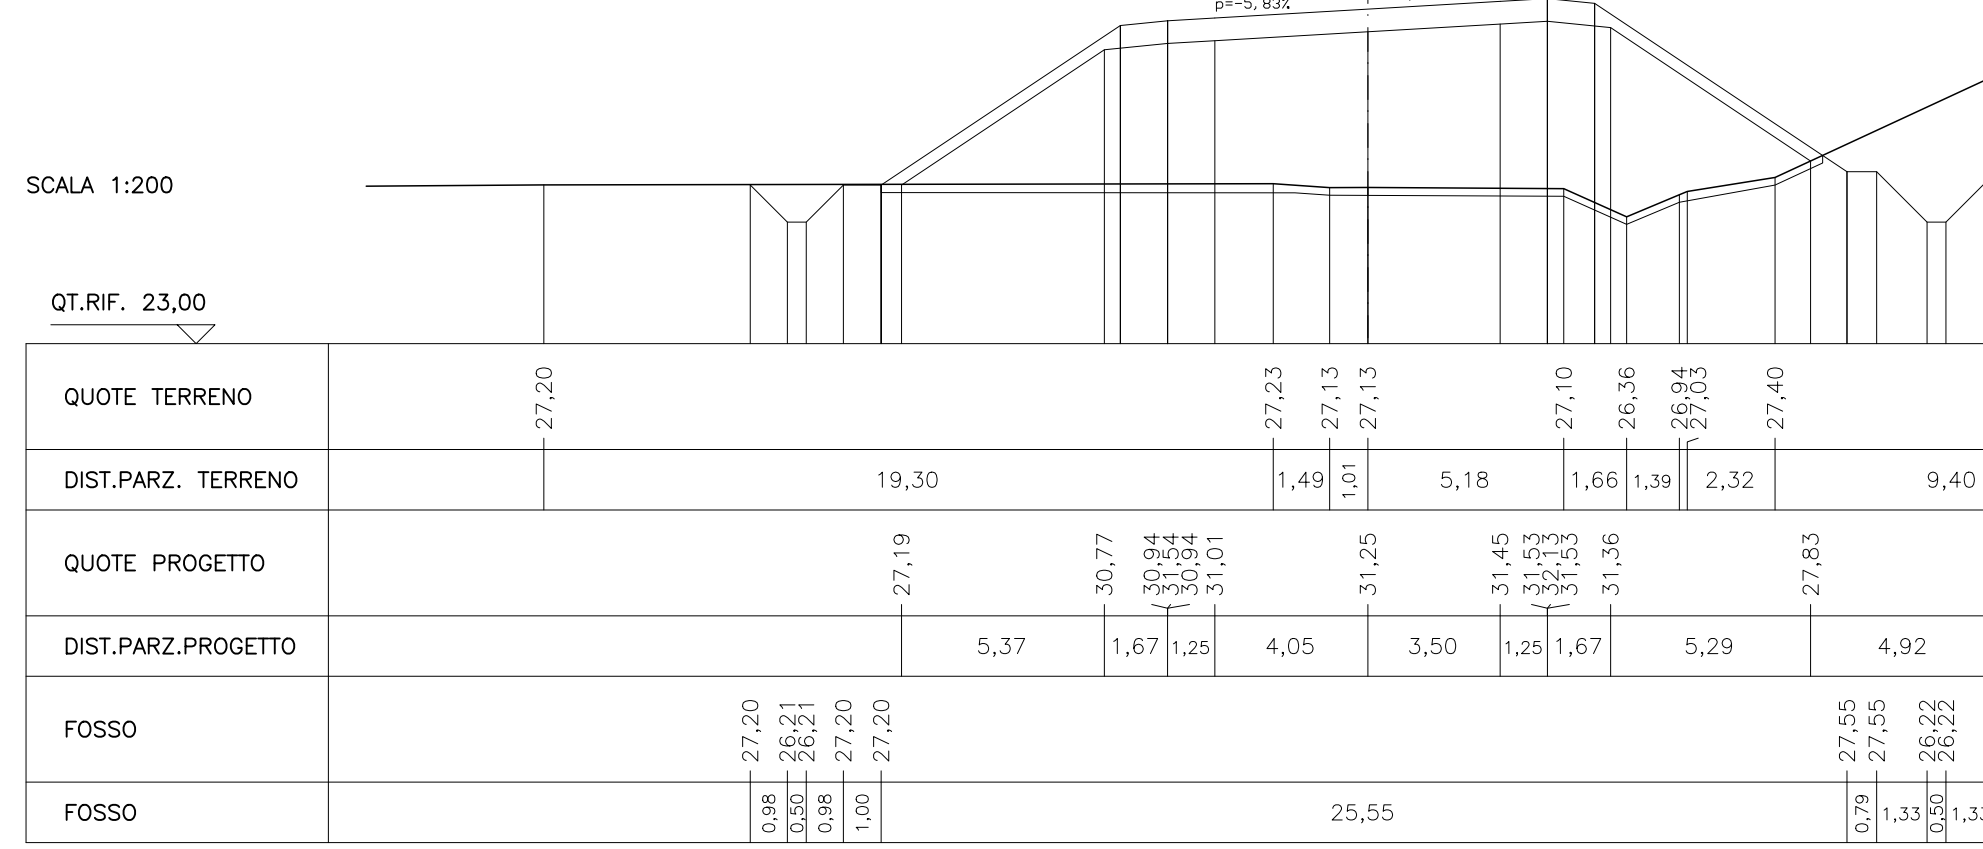 p=-5,83%
SCALA 1:200
QT.RIF. 23,00
QUOTE TERRENO
27,20 27,23 27,13 27,13 27,10 26,36 26,94 27,03 27,40
DIST.PARZ. TERRENO
19,30 1,49 1,01 5,18 1,66 1,39 2,32 9,40
QUOTE PROGETTO
27,19 30,77 30,94 31,54 30,94 31,01 31,25 31,45 31,53 32,13 31,53 31,36 27,83
DIST.PARZ.PROGETTO
5,37 1,67 1,25 4,05 3,50 1,25 1,67 5,29 4,92
FOSSO
27,20 26,21 26,21 27,20 27,20 27,55 27,55 26,22 26,22
FOSSO
0,98 0,50 0,98 1,00 25,55 0,79 1,33 0,50 1,33